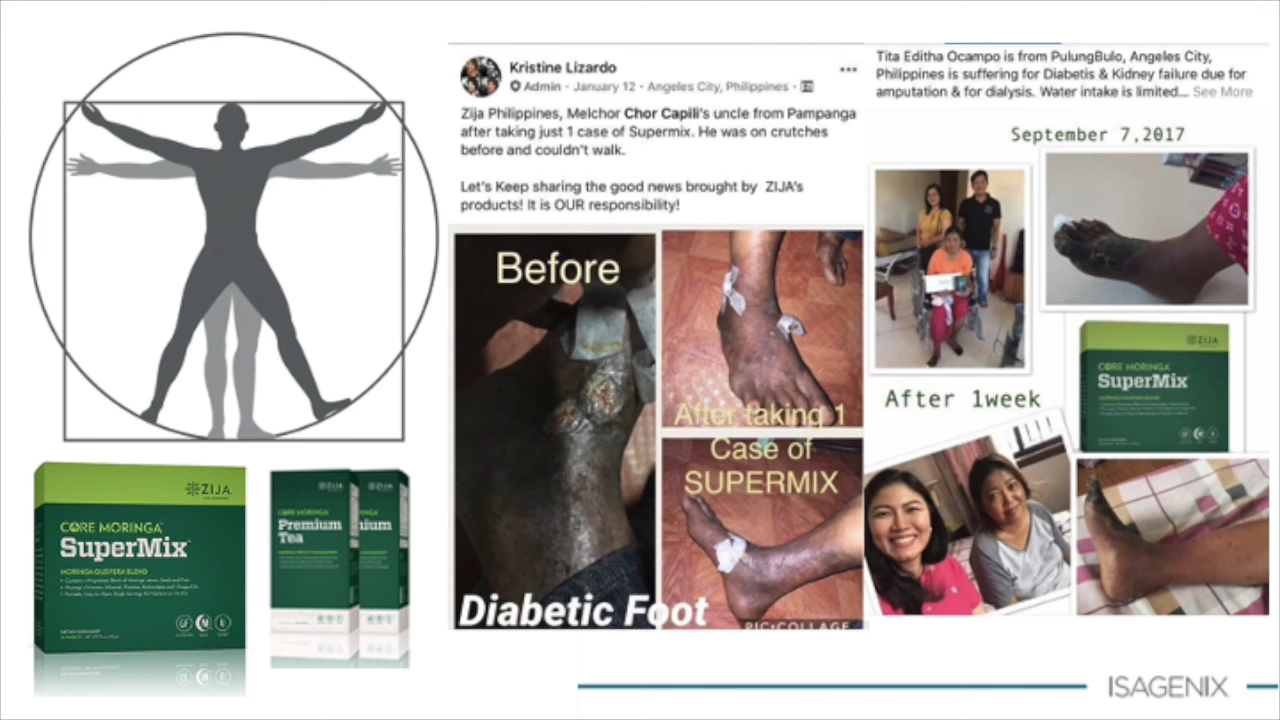 Kristine Lizardo
Admin · January 12 · Angeles City, Philippines ·
Zija Philippines, Melchor Chor Capili's uncle from Pampanga
after taking just 1 case of Supermix. He was on crutches
before and couldn't walk.
Let's Keep sharing the good news brought by ZIJA's
products! It is OUR responsibility!
Before
After taking 1
Case of
SUPERMIX
Diabetic Foot
PIC•COLLAGE
Tita Editha Ocampo is from PulungBulo, Angeles City,
Philippines is suffering for Diabetis & Kidney failure due for
amputation & for dialysis. Water intake is limited... See More
September 7,2017
ZIJA
CORE MORINGA
SuperMix
After 1week
ZIJA
CORE MORINGA
SuperMix
MORINGA OLEIFERA BLEND
ZIJA
CORE MORINGA
Premium
Tea
ZIJA
ISAGENIX